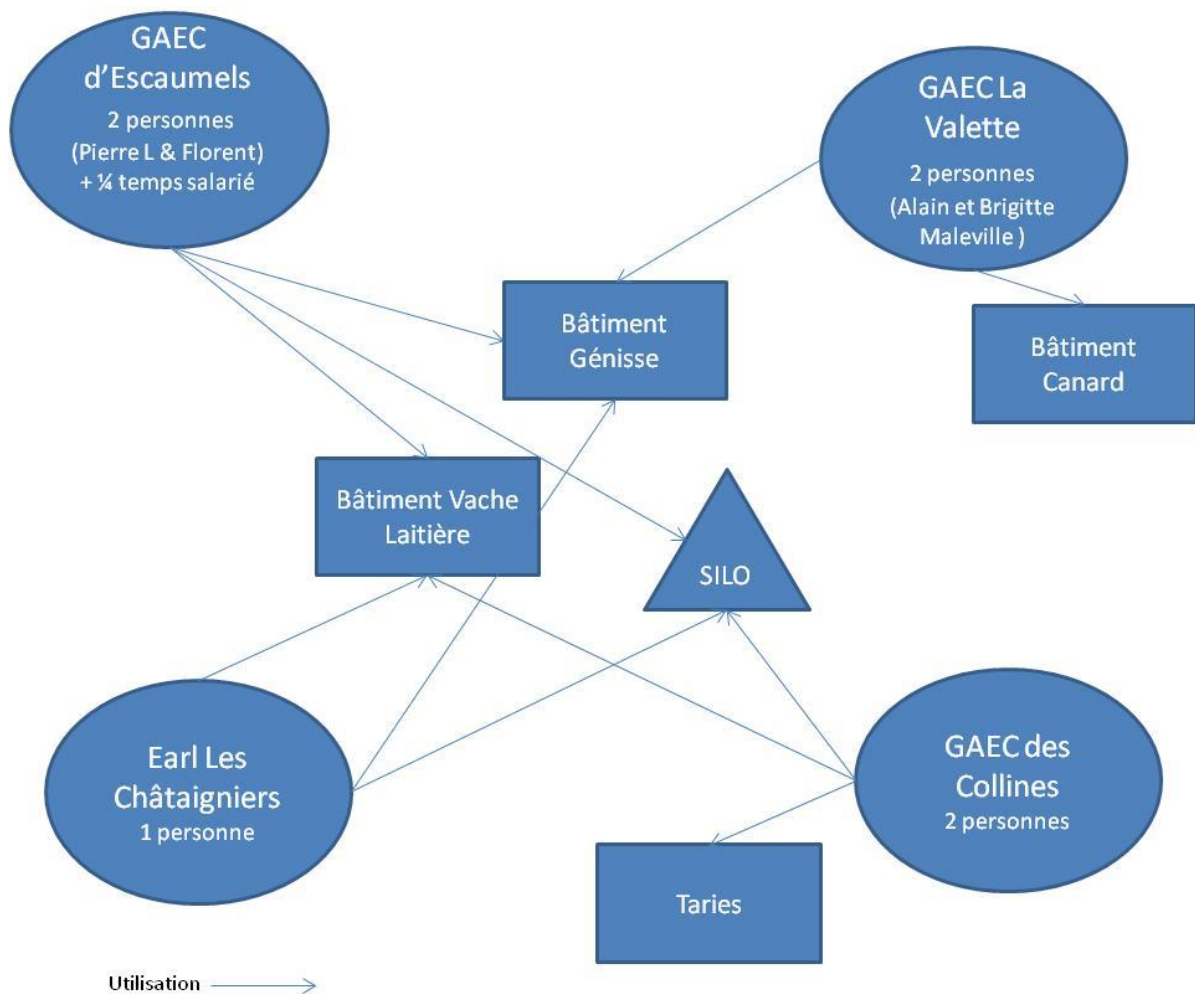 GAEC
d'Escaumels
2 personnes
(Pierre L & Florent)
+ ¼ temps salarié
GAEC La
Valette
2 personnes
(Alain et Brigitte
Maleville )
Bâtiment
Génisse
Bâtiment
Canard
Bâtiment Vache
Laitière
SILO
Earl Les
Châtaigniers
1 personne
GAEC des
Collines
2 personnes
Taries
Utilisation